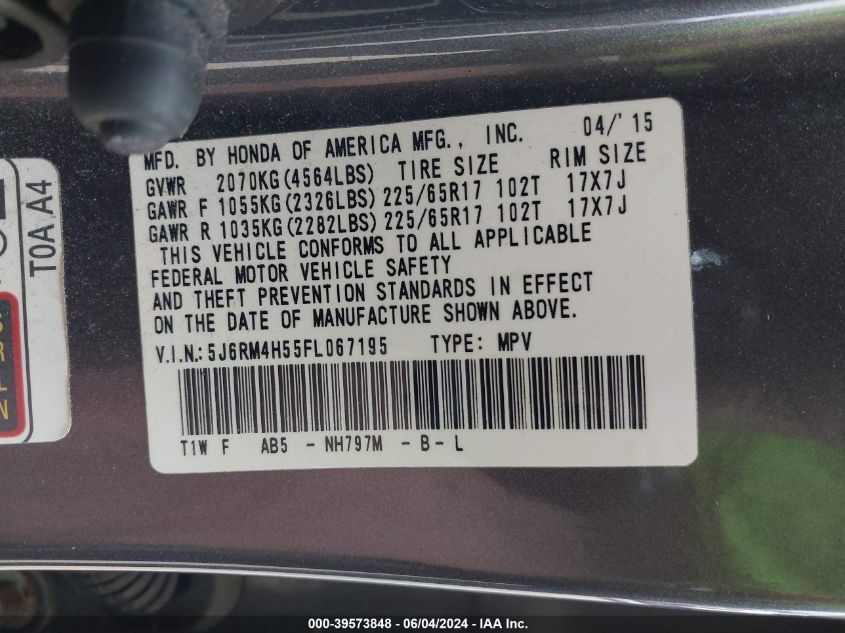 MFD. BY HONDA OF AMERICA MFG., INC. 04/'15
GVWR 2070KG(4564LBS) TIRE SIZE RIM SIZE
GAWR F 1055KG(2326LBS) 225/65R17 102T 17X7J
GAWR R 1035KG(2282LBS) 225/65R17 102T 17X7J
THIS VEHICLE CONFORMS TO ALL APPLICABLE
FEDERAL MOTOR VEHICLE SAFETY
AND THEFT PREVENTION STANDARDS IN EFFECT
ON THE DATE OF MANUFACTURE SHOWN ABOVE.
V.I.N.:5J6RM4H55FL067195 TYPE: MPV
T1W F AB5 - NH797M - B - L
T0A A4
000-39573848 - 06/04/2024 - IAA Inc.